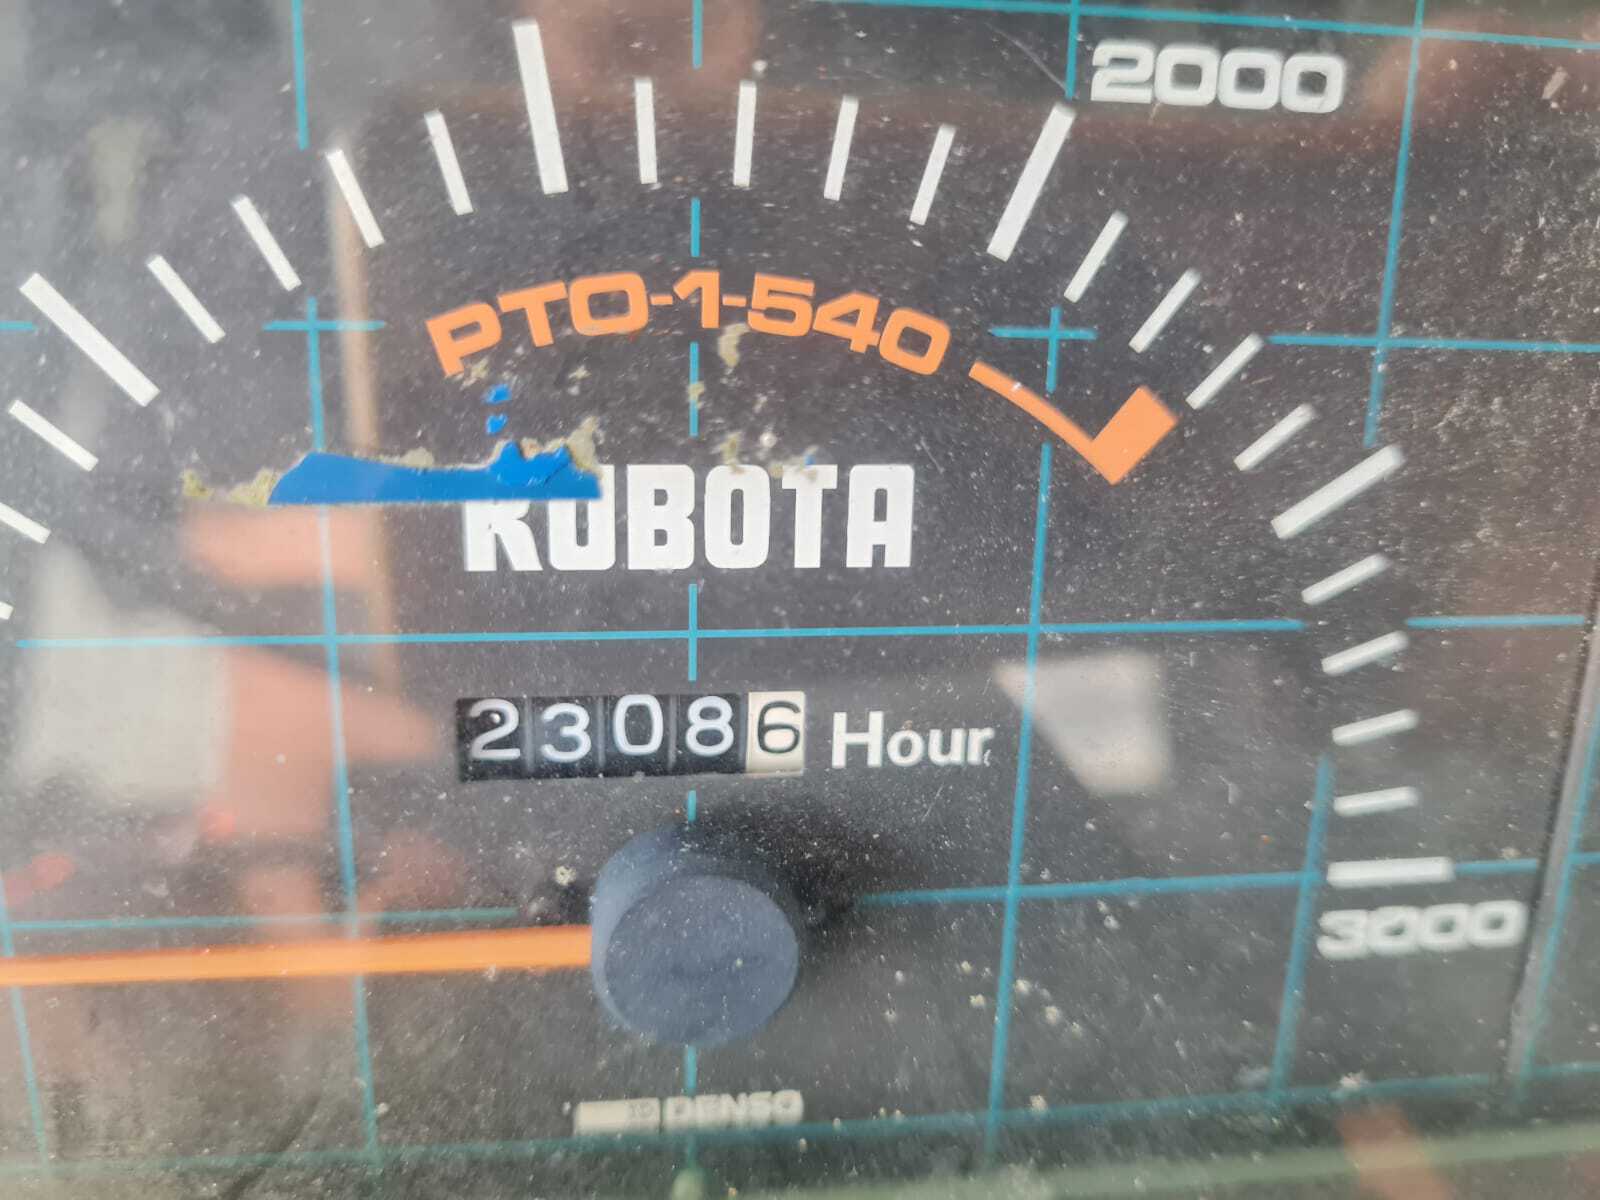 2000
PTO-1-540
KUBOTA
23086 Hour
3000
DENSO